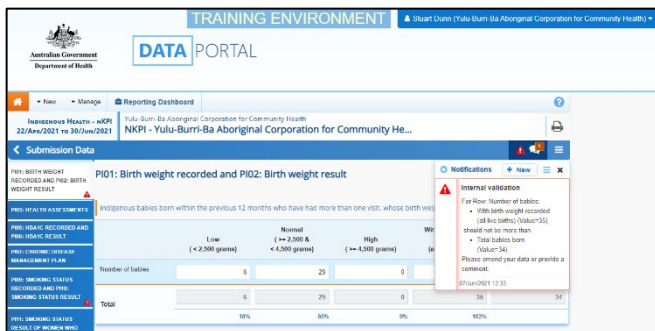 TRAINING ENVIRONMENT
Stuart Dunn (Yulu-Burri-Ba Aboriginal Corporation for Community Health)
Australian Government
Department of Health
DATA PORTAL
New Manage Reporting Dashboard
INDIGENOUS HEALTH - NKPI
22/APR/2021 TO 30/JUN/2021
Yulu-Burri-Ba Aboriginal Corporation for Community Health
NKPI - Yulu-Burri-Ba Aboriginal Corporation for Community He...
Submission Data
PI01: BIRTH WEIGHT
RECORDED AND PI02: BIRTH
WEIGHT RESULT
PI03: HEALTH ASSESSMENTS
PI05: HBA1C RECORDED AND
PI06: HBA1C RESULT
PI07: CHRONIC DISEASE
MANAGEMENT PLAN
PI09: SMOKING STATUS
RECORDED AND PI10:
SMOKING STATUS RESULT
PI11: SMOKING STATUS
RESULT OF WOMEN WHO
PI01: Birth weight recorded and PI02: Birth weight result
Indigenous babies born within the previous 12 months who have had more than one visit, whose birth
Low
(< 2,500 grams)
Normal
( >= 2,500 &
< 4,500 grams)
High
( >= 4,500 grams)
Number of babies 6 29 0
Total 6 29 0 35 34
18% 85% 0% 103%
Notifications + New
Internal validation
For Row: Number of babies:
With birth weight recorded
(all live births) (Value=35)
should not be more than
Total babies born
(Value=34)
Please amend your data or provide a
comment.
07/Jun/2021 12:33